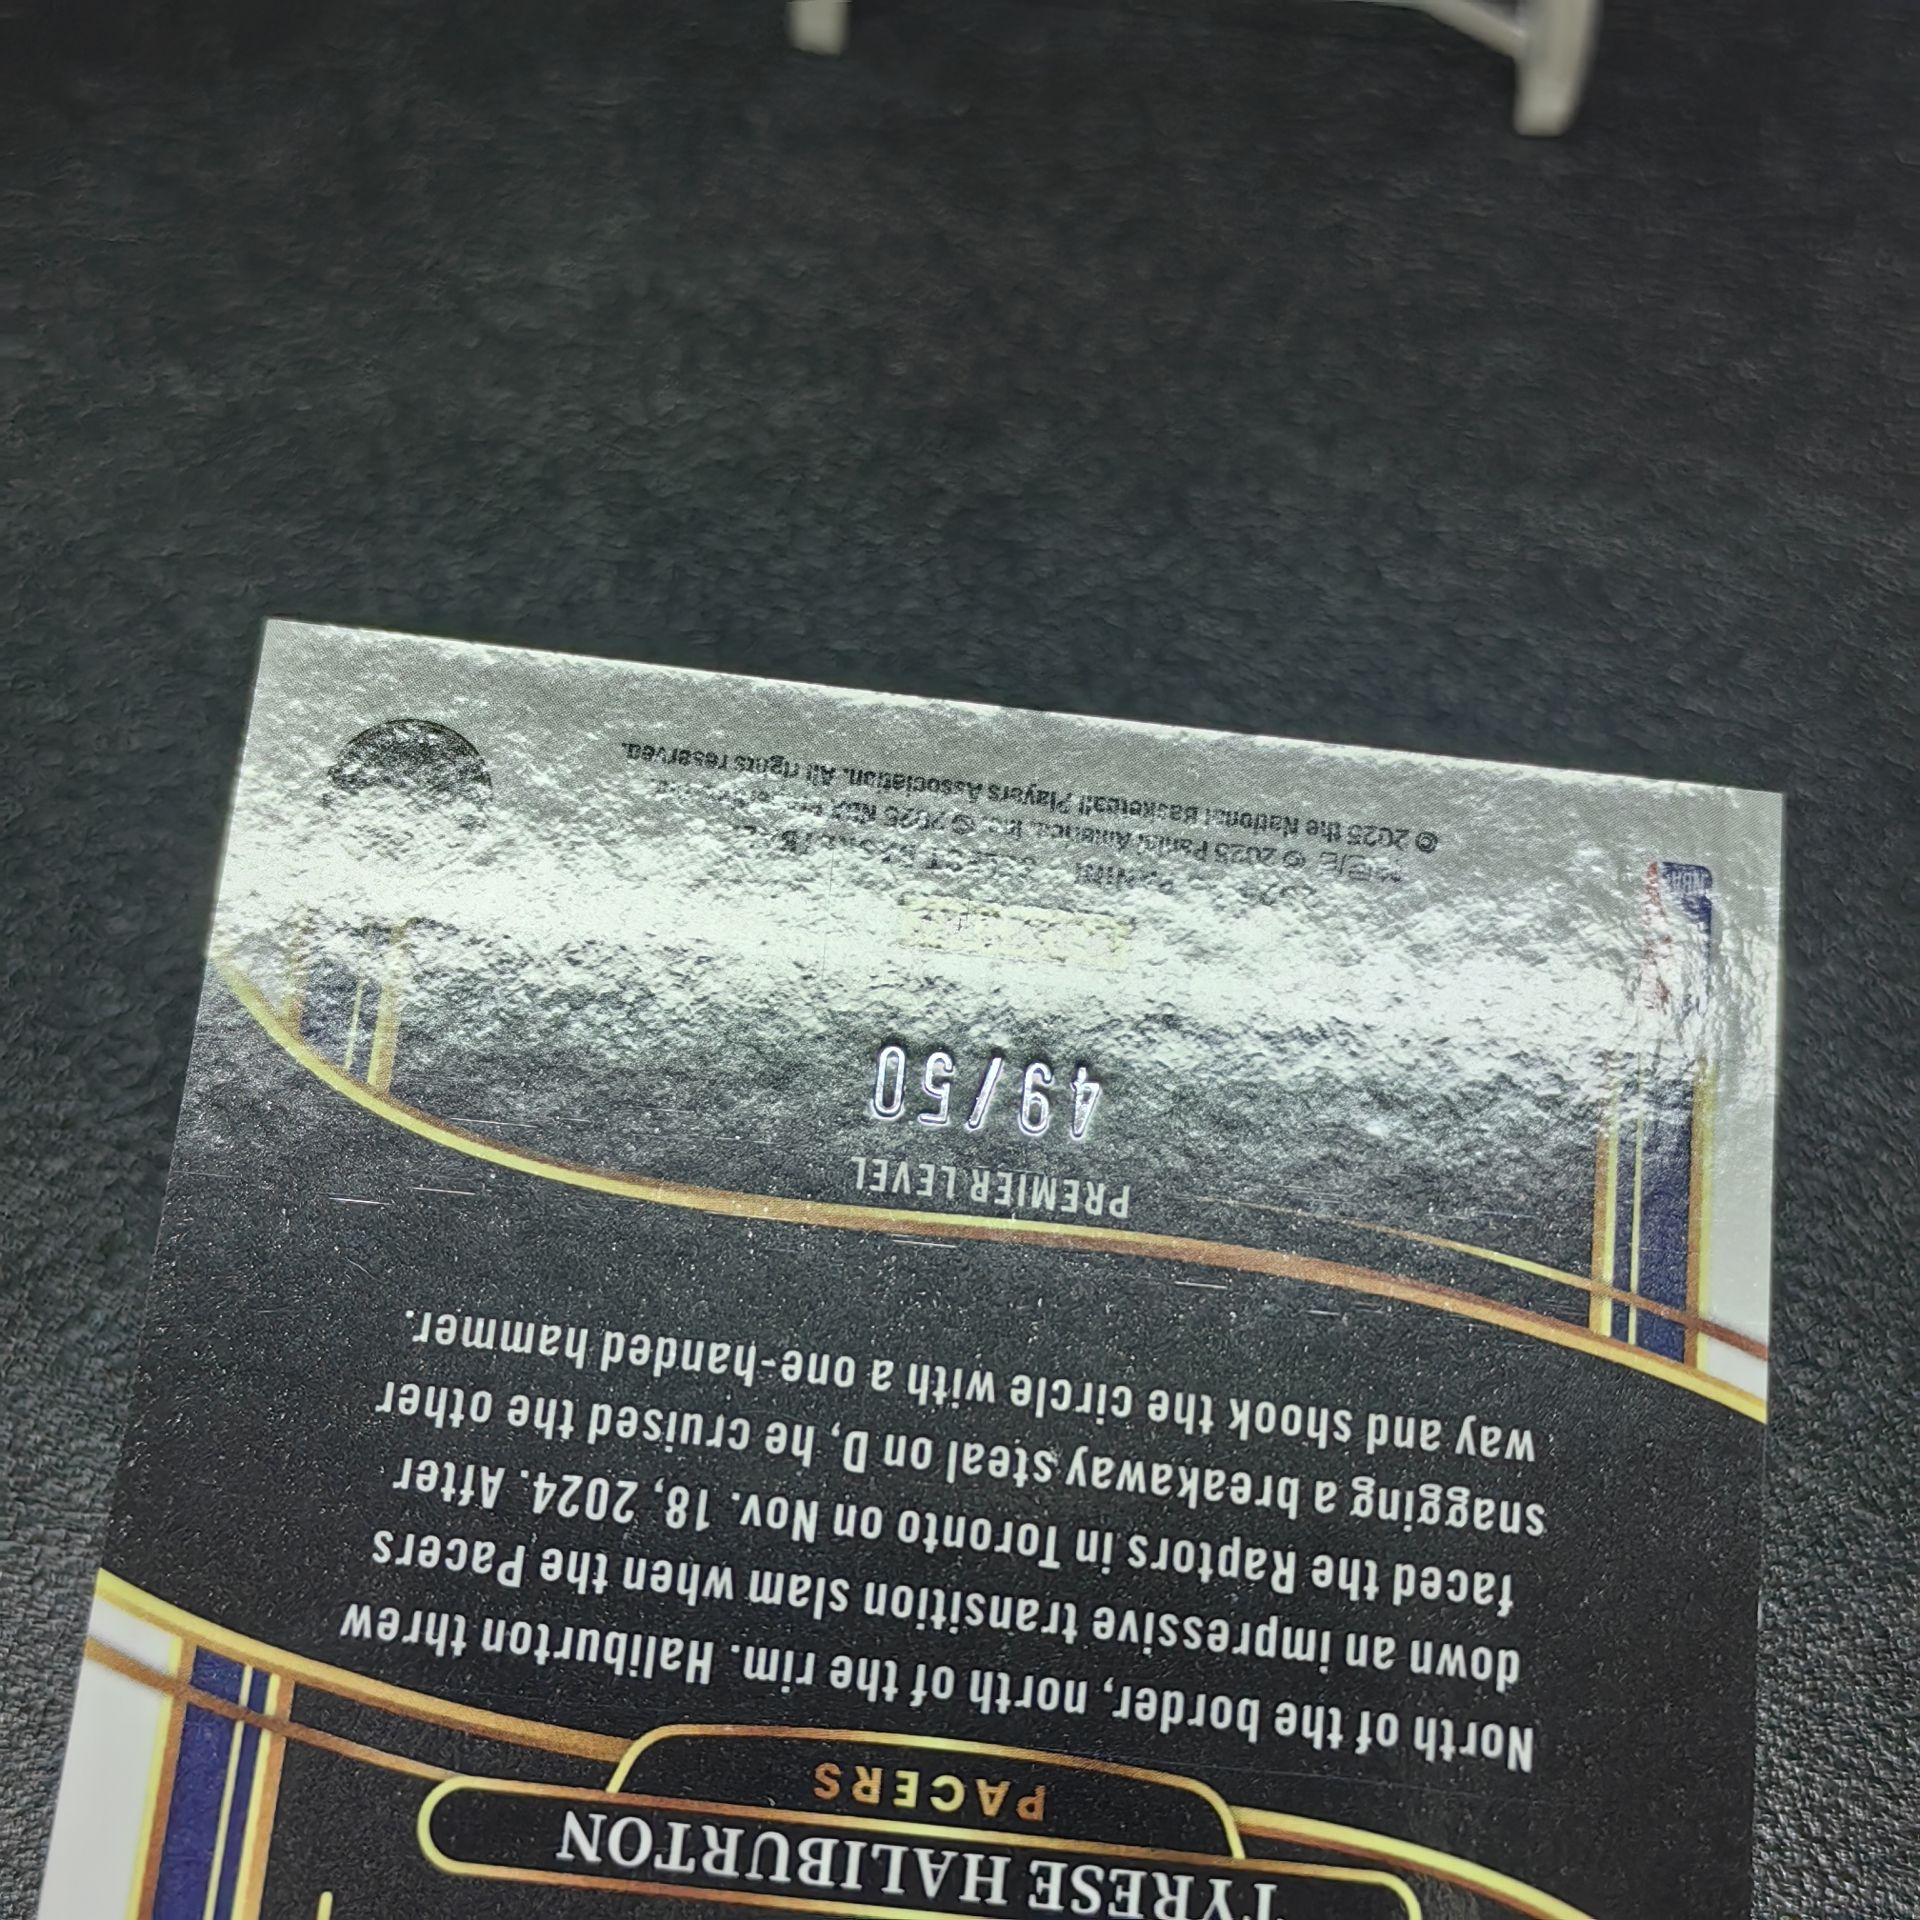 TYRESE HALIBURTON
PACERS
North of the border, north of the rim. Haliburton threw
down an impressive transition slam when the Pacers
faced the Raptors in Toronto on Nov. 18, 2024. After
snagging a breakaway steal on D, he cruised the other
way and shook the circle with a one-handed hammer.
PREMIER LEVEL
49/50
© 2025 Panini America, Inc. © 2025 NBA
© 2025 the National Basketball Players Association. All rights reserved.
NBA